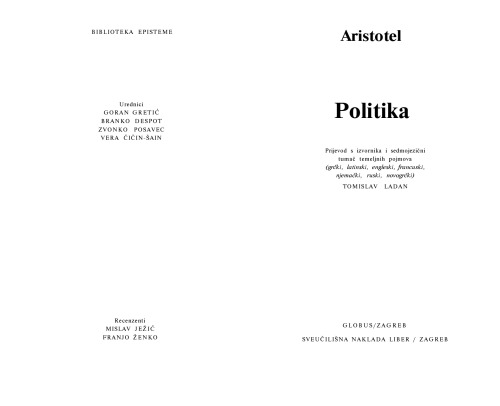 BIBLIOTEKA EPISTEME
Urednici
GORAN GRETIĆ
BRANKO DESPOT
ZVONKO POSAVEC
VERA ČIČIN-ŠAIN
Recenzenti
MISLAV JEŽIĆ
FRANJO ŽENKO
Aristotel
Politika
Prijevod s izvornika i sedmojezični
tumač temeljnih pojmova
(grčki, latinski, engleski, francuski,
njemački, ruski, novogrčki)
TOMISLAV LADAN
GLOBUS/ZAGREB
SVEUČILIŠNA NAKLADA LIBER / ZAGREB